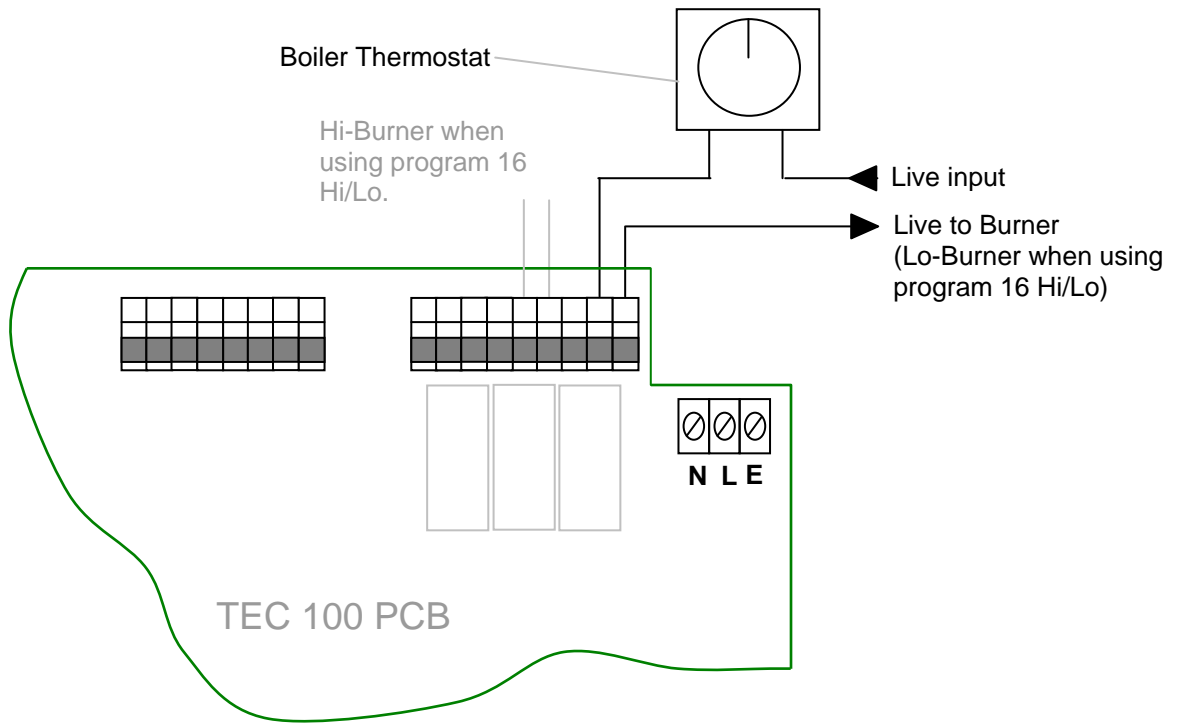 Boiler Thermostat
Hi-Burner when
using program 16
Hi/Lo.
Live input
Live to Burner
(Lo-Burner when using
program 16 Hi/Lo)
N L E
TEC 100 PCB